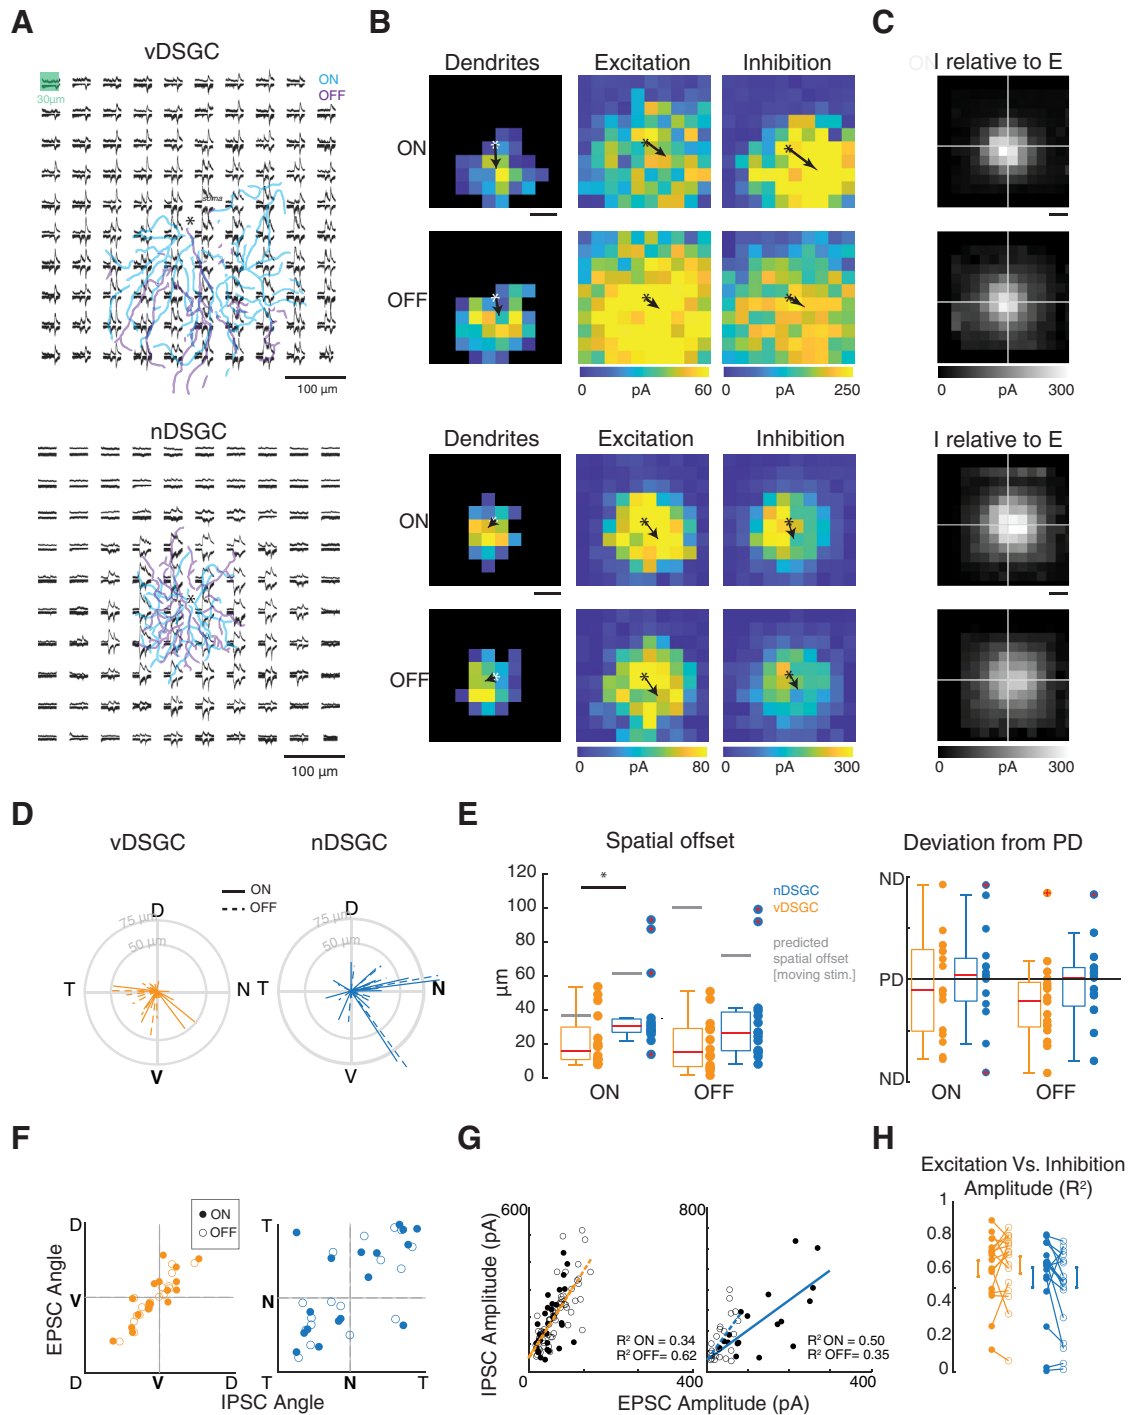 A
vDSGC
ON
OFF
30µm
soma
*
100 µm
nDSGC
*
100 µm
B
Dendrites Excitation Inhibition
ON
OFF
0 pA 60
0 pA 250
Dendrites Excitation Inhibition
ON
OFF
0 pA 80
0 pA 300
C
ON
I relative to E
0 pA 300
I relative to E
0 pA 300
D
vDSGC nDSGC
ON
OFF
D
75 µm
50 µm
T N
V
D
75 µm
50 µm
T N
V
E
Spatial offset
120
100
80
60
40
20
0
µm
*
nDSGC
vDSGC
predicted
spatial offset
[moving stim.]
ON OFF
Deviation from PD
ND
PD
ND
ON OFF
F
ON
OFF
EPSC Angle
D
V
D
D V D
T
N
T
T N T
IPSC Angle
G
IPSC Amplitude (pA)
600
R² ON = 0.34
R² OFF= 0.62
0 400
800
R² ON = 0.50
R² OFF= 0.35
0 400
EPSC Amplitude (pA)
H
Excitation Vs. Inhibition
Amplitude (R²)
1
0.8
0.6
0.4
0.2
0